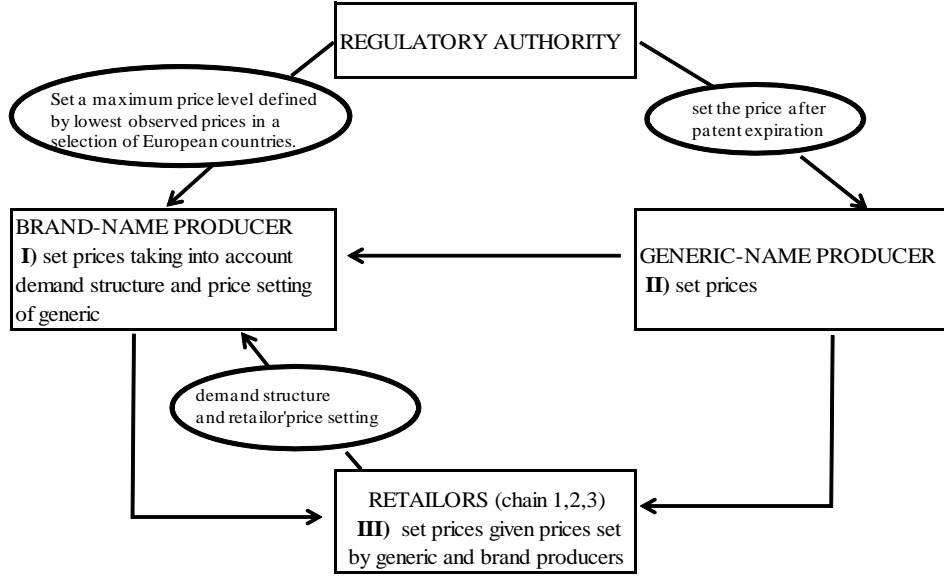 REGULATORY AUTHORITY
Set a maximum price level defined
by lowest observed prices in a
selection of European countries.
set the price after
patent expiration
BRAND-NAME PRODUCER
I) set prices taking into account
demand structure and price setting
of generic
GENERIC-NAME PRODUCER
II) set prices
demand structure
and retailor'price setting
RETAILORS (chain 1,2,3)
III) set prices given prices set
by generic and brand producers